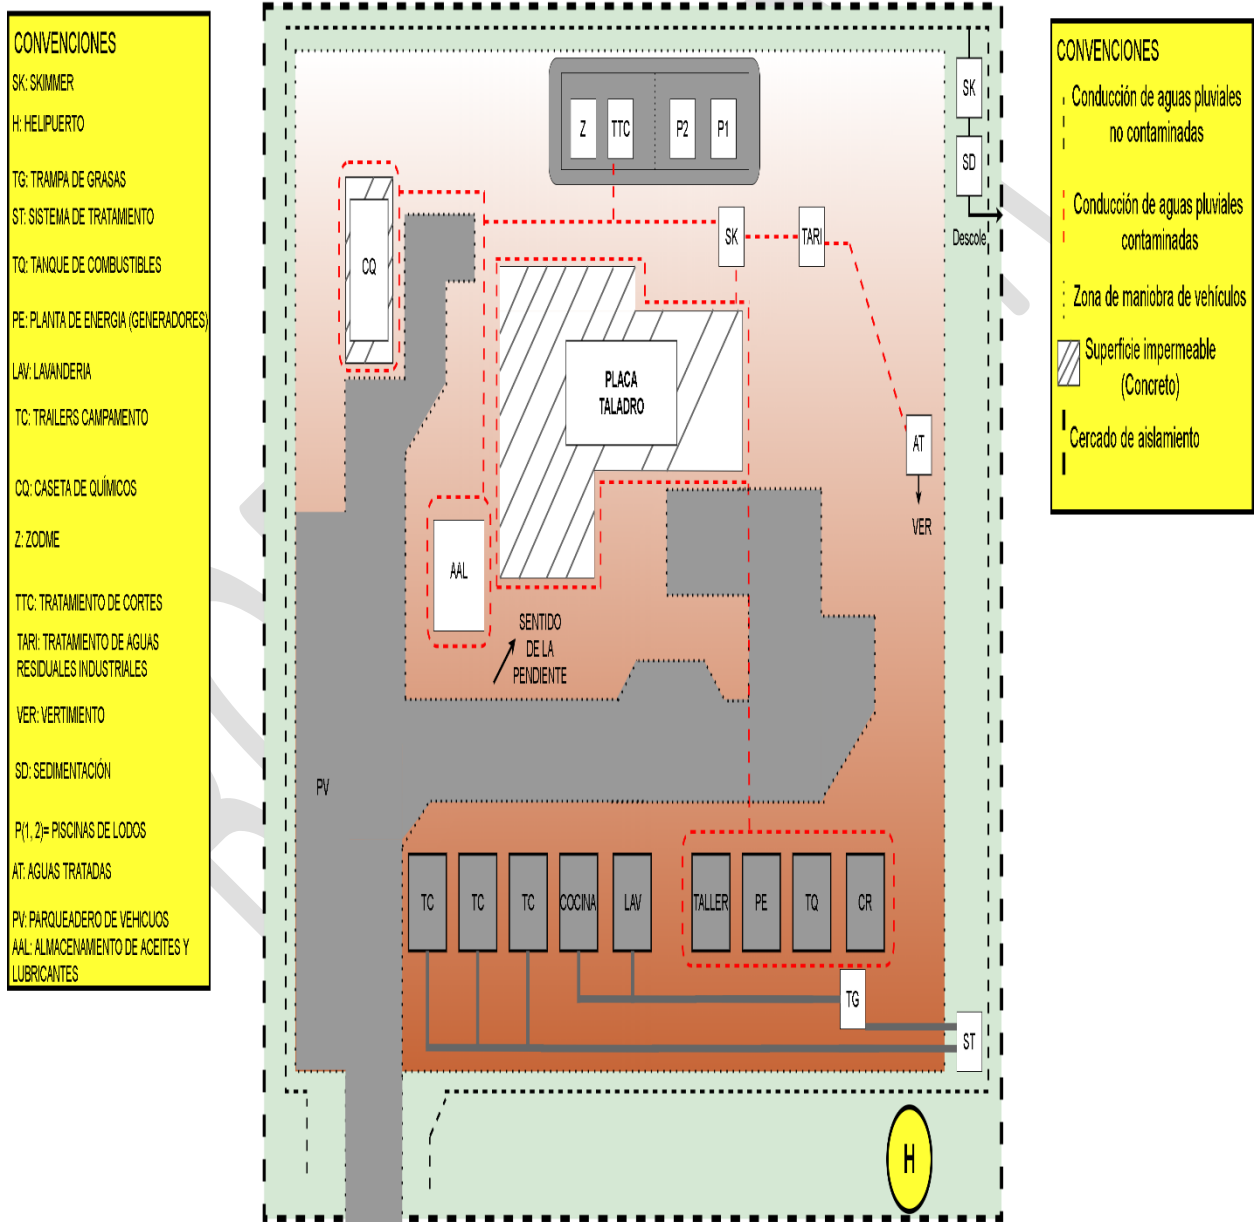 CONVENCIONES
SK: SKIMMER
H: HELIPUERTO
TG: TRAMPA DE GRASAS
ST: SISTEMA DE TRATAMIENTO
TQ: TANQUE DE COMBUSTIBLES
PE: PLANTA DE ENERGIA (GENERADORES)
LAV: LAVANDERIA
TC: TRAILERS CAMPAMENTO
CQ: CASETA DE QUÍMICOS
Z: ZODME
TTC: TRATAMIENTO DE CORTES
TARI: TRATAMIENTO DE AGUAS
RESIDUALES INDUSTRIALES
VER: VERTIMIENTO
SD: SEDIMENTACIÓN
P(1, 2)= PISCINAS DE LODOS
AT: AGUAS TRATADAS
PV: PARQUEADERO DE VEHICUOS
AAL: ALMACENAMIENTO DE ACEITES Y
LUBRICANTES
SK
Z
TTC
P2
P1
SD
Descole
SK
TARI
CQ
PLACA
TALADRO
AT
VER
AAL
SENTIDO
DE LA
PENDIENTE
PV
TC
TC
TC
COCINA
LAV
TALLER
PE
TQ
CR
TG
ST
H
CONVENCIONES
Conducción de aguas pluviales
no contaminadas
Conducción de aguas pluviales
contaminadas
Zona de maniobra de vehículos
Superficie impermeable
(Concreto)
Cercado de aislamiento